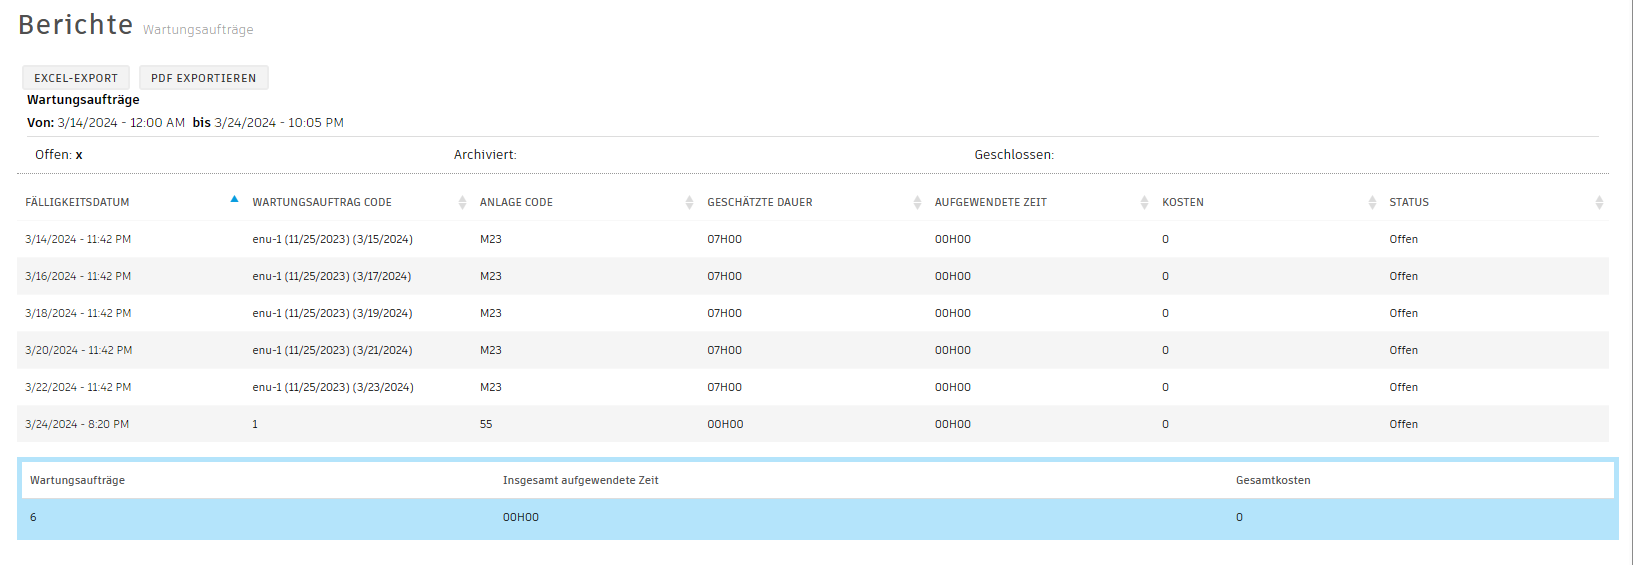 Berichte Wartungsaufträge
EXCEL-EXPORT PDF EXPORTIEREN
Wartungsaufträge
Von: 3/14/2024 - 12:00 AM bis 3/24/2024 - 10:05 PM
Offen: x Archiviert: Geschlossen:
FÄLLIGKEITSDATUM WARTUNGSAUFTRAG CODE ANLAGE CODE GESCHÄTZTE DAUER AUFGEWENDETE ZEIT KOSTEN STATUS
3/14/2024 - 11:42 PM enu-1 (11/25/2023) (3/15/2024) M23 07H00 00H00 0 Offen
3/16/2024 - 11:42 PM enu-1 (11/25/2023) (3/17/2024) M23 07H00 00H00 0 Offen
3/18/2024 - 11:42 PM enu-1 (11/25/2023) (3/19/2024) M23 07H00 00H00 0 Offen
3/20/2024 - 11:42 PM enu-1 (11/25/2023) (3/21/2024) M23 07H00 00H00 0 Offen
3/22/2024 - 11:42 PM enu-1 (11/25/2023) (3/23/2024) M23 07H00 00H00 0 Offen
3/24/2024 - 8:20 PM 1 55 00H00 00H00 0 Offen
Wartungsaufträge Insgesamt aufgewendete Zeit Gesamtkosten
6 00H00 0